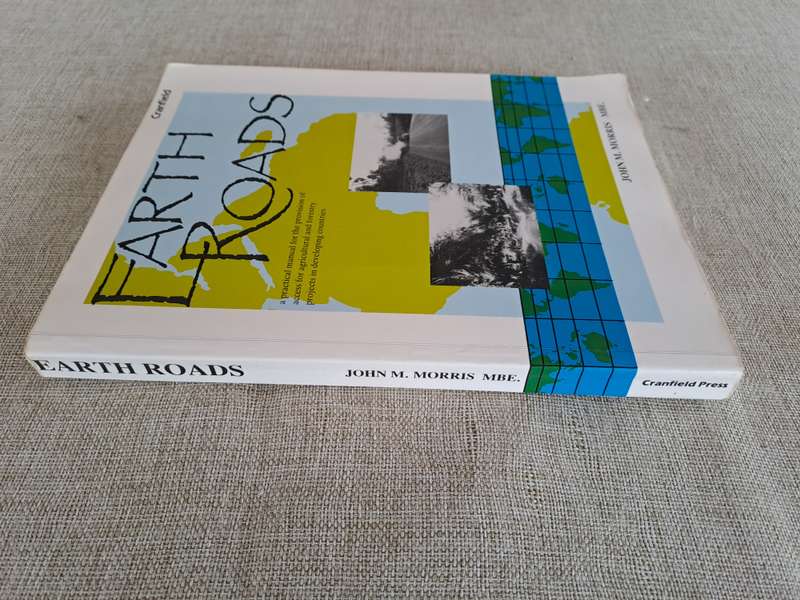 Cranfield
EARTH
ROADS
a practical manual for the provision of
access for agricultural and forestry
projects in developing countries
JOHN M. MORRIS MBE.
EARTH ROADS
JOHN M. MORRIS MBE.
Cranfield Press